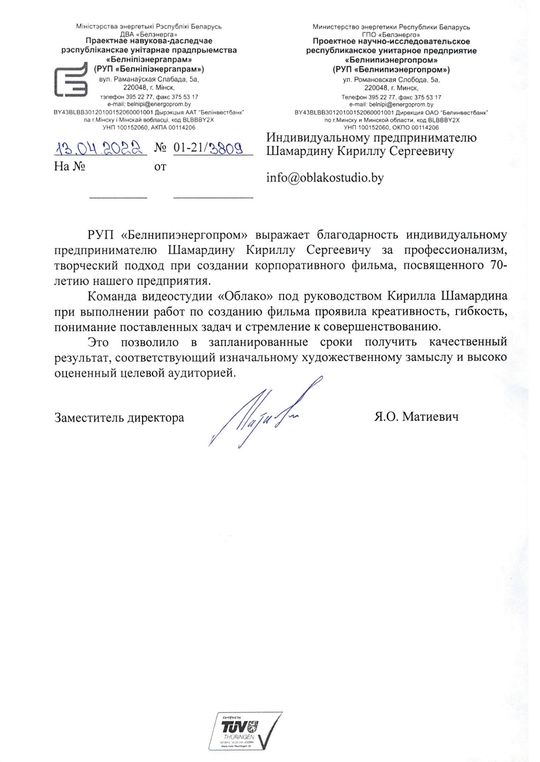 Міністэрства энергетыкі Рэспублікі Беларусь
ДВА «Белэнерга»
Праектнае навукова-даследчае
рэспубліканскае унітарнае прадпрыемства
«Белніпіэнергапрам»
(РУП «Белніпіэнергапрам»)
вул. Раманаўская Слабада, 5а,
220048, г. Мінск.
тэлефон 395 22 77, факс 375 53 17
e-mail: belnipi@energoprom.by
BY43BLBB30120100152060001001 Дирекция ААТ "Белінвестбанк"
па г.Мінску і Мінскай вобласці, код BLBBBY2X
УНП 100152060, АКПА 00114206
Министерство энергетики Республики Беларусь
ГПО «Белэнерго»
Проектное научно-исследовательское
республиканское унитарное предприятие
«Белнипиэнергопром»
(РУП «Белнипиэнергопром»)
ул. Романовская Слобода, 5а,
220048, г. Минск.
Телефон 395 22 77, факс 375 53 17
e-mail: belnipi@energoprom.by
BY43BLBB30120100152060001001 Дирекция ОАО "Белинвестбанк"
по г.Минску и Минской области, код BLBBBY2X
УНП 100152060, ОКПО 00114206
13.04.2022 № 01-21/3809
На № от
Индивидуальному предпринимателю
Шамардину Кириллу Сергеевичу
info@oblakostudio.by
РУП «Белнипиэнергопром» выражает благодарность индивидуальному
предпринимателю Шамардину Кириллу Сергеевичу за профессионализм,
творческий подход при создании корпоративного фильма, посвященного 70-
летию нашего предприятия.
Команда видеостудии «Облако» под руководством Кирилла Шамардина
при выполнении работ по созданию фильма проявила креативность, гибкость,
понимание поставленных задач и стремление к совершенствованию.
Это позволило в запланированные сроки получить качественный
результат, соответствующий изначальному художественному замыслу и высоко
оцененный целевой аудиторией.
Заместитель директора Я.О. Матиевич
TÜV
THÜRINGEN